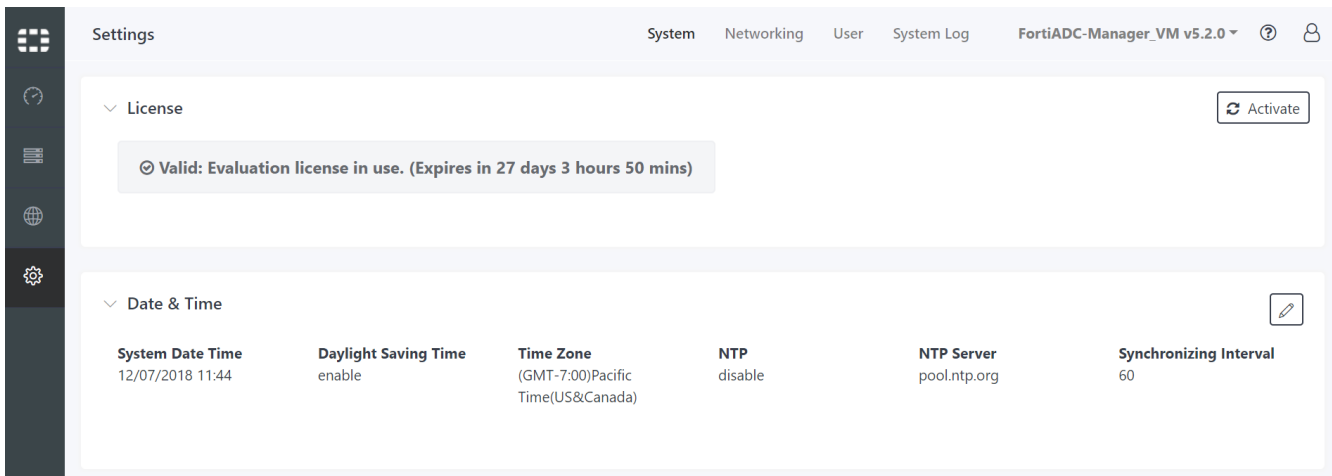 Settings System Networking User System Log FortiADC-Manager_VM v5.2.0
License Activate
Valid: Evaluation license in use. (Expires in 27 days 3 hours 50 mins)
Date & Time
System Date Time Daylight Saving Time Time Zone NTP NTP Server Synchronizing Interval
12/07/2018 11:44 enable (GMT-7:00)Pacific disable pool.ntp.org 60
Time(US&Canada)